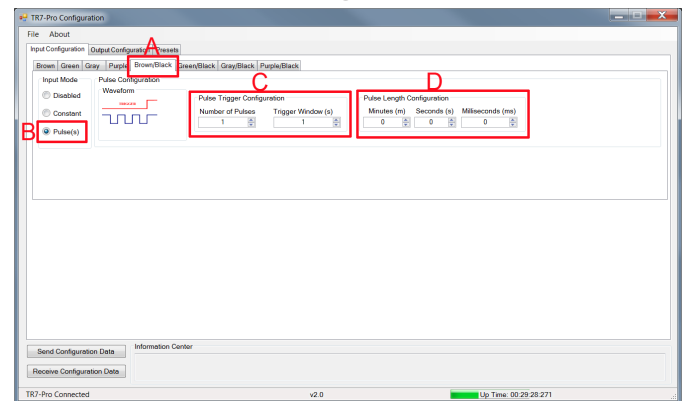 TR7-Pro Configuration
File About
A
Input Configuration Output Configuration Presets
Brown Green Gray Purple Brown/Black Green/Black Gray/Black Purple/Black
Input Mode
Disabled
Constant
B
Pulse(s)
Pulse Configuration
Waveform
C
Pulse Trigger Configuration
Number of Pulses Trigger Window (s)
1 1
D
Pulse Length Configuration
Minutes (m) Seconds (s) Milliseconds (ms)
0 0 0
Send Configuration Data
Receive Configuration Data
Information Center
TR7-Pro Connected v2.0 Up Time: 00:29:28:271